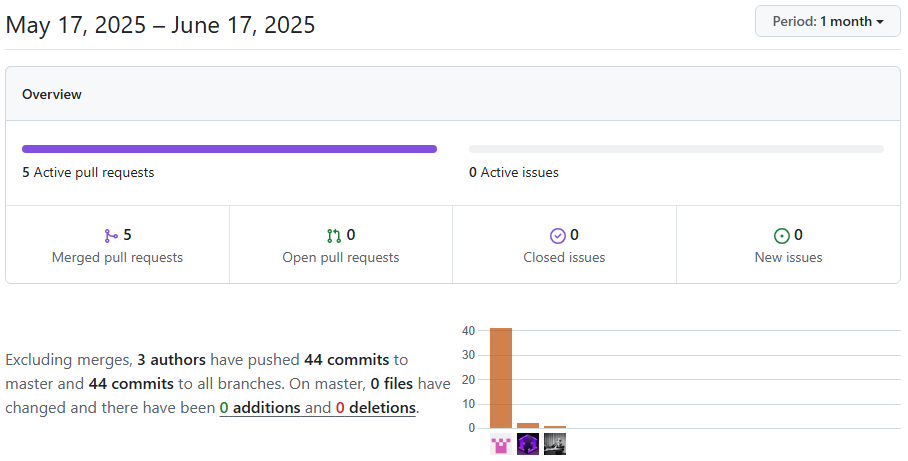 May 17, 2025 – June 17, 2025
Period: 1 month
Overview
5 Active pull requests
0 Active issues
5
Merged pull requests
0
Open pull requests
0
Closed issues
0
New issues
Excluding merges, 3 authors have pushed 44 commits to
master and 44 commits to all branches. On master, 0 files have
changed and there have been 0 additions and 0 deletions.
40
30
20
10
0